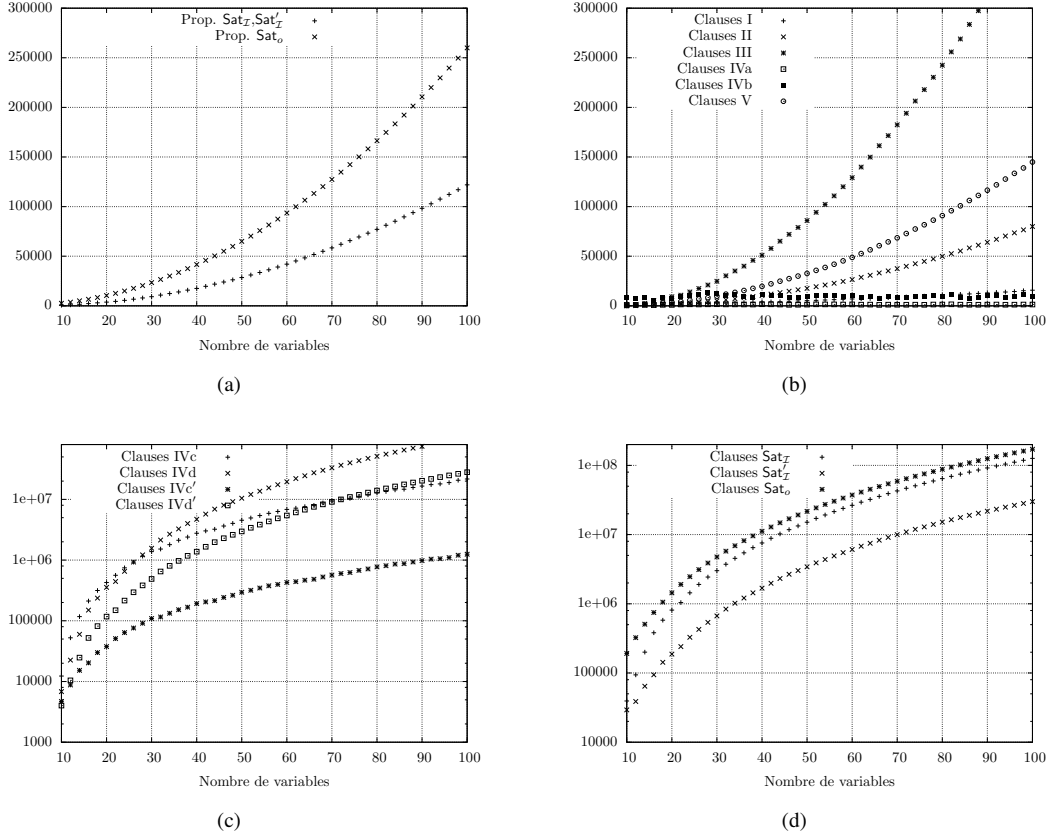 300000
250000
200000
150000
100000
50000
0
10 20 30 40 50 60 70 80 90 100
Prop. Sat_I,Sat'_I
Prop. Sat_o
Nombre de variables
(a)
300000
250000
200000
150000
100000
50000
0
10 20 30 40 50 60 70 80 90 100
Clauses I
Clauses II
Clauses III
Clauses IVa
Clauses IVb
Clauses V
Nombre de variables
(b)
1e+07
1e+06
100000
10000
1000
10 20 30 40 50 60 70 80 90 100
Clauses IVc
Clauses IVd
Clauses IVc′
Clauses IVd′
Nombre de variables
(c)
1e+08
1e+07
1e+06
100000
10000
10 20 30 40 50 60 70 80 90 100
Clauses Sat_I
Clauses Sat'_I
Clauses Sat_o
Nombre de variables
(d)